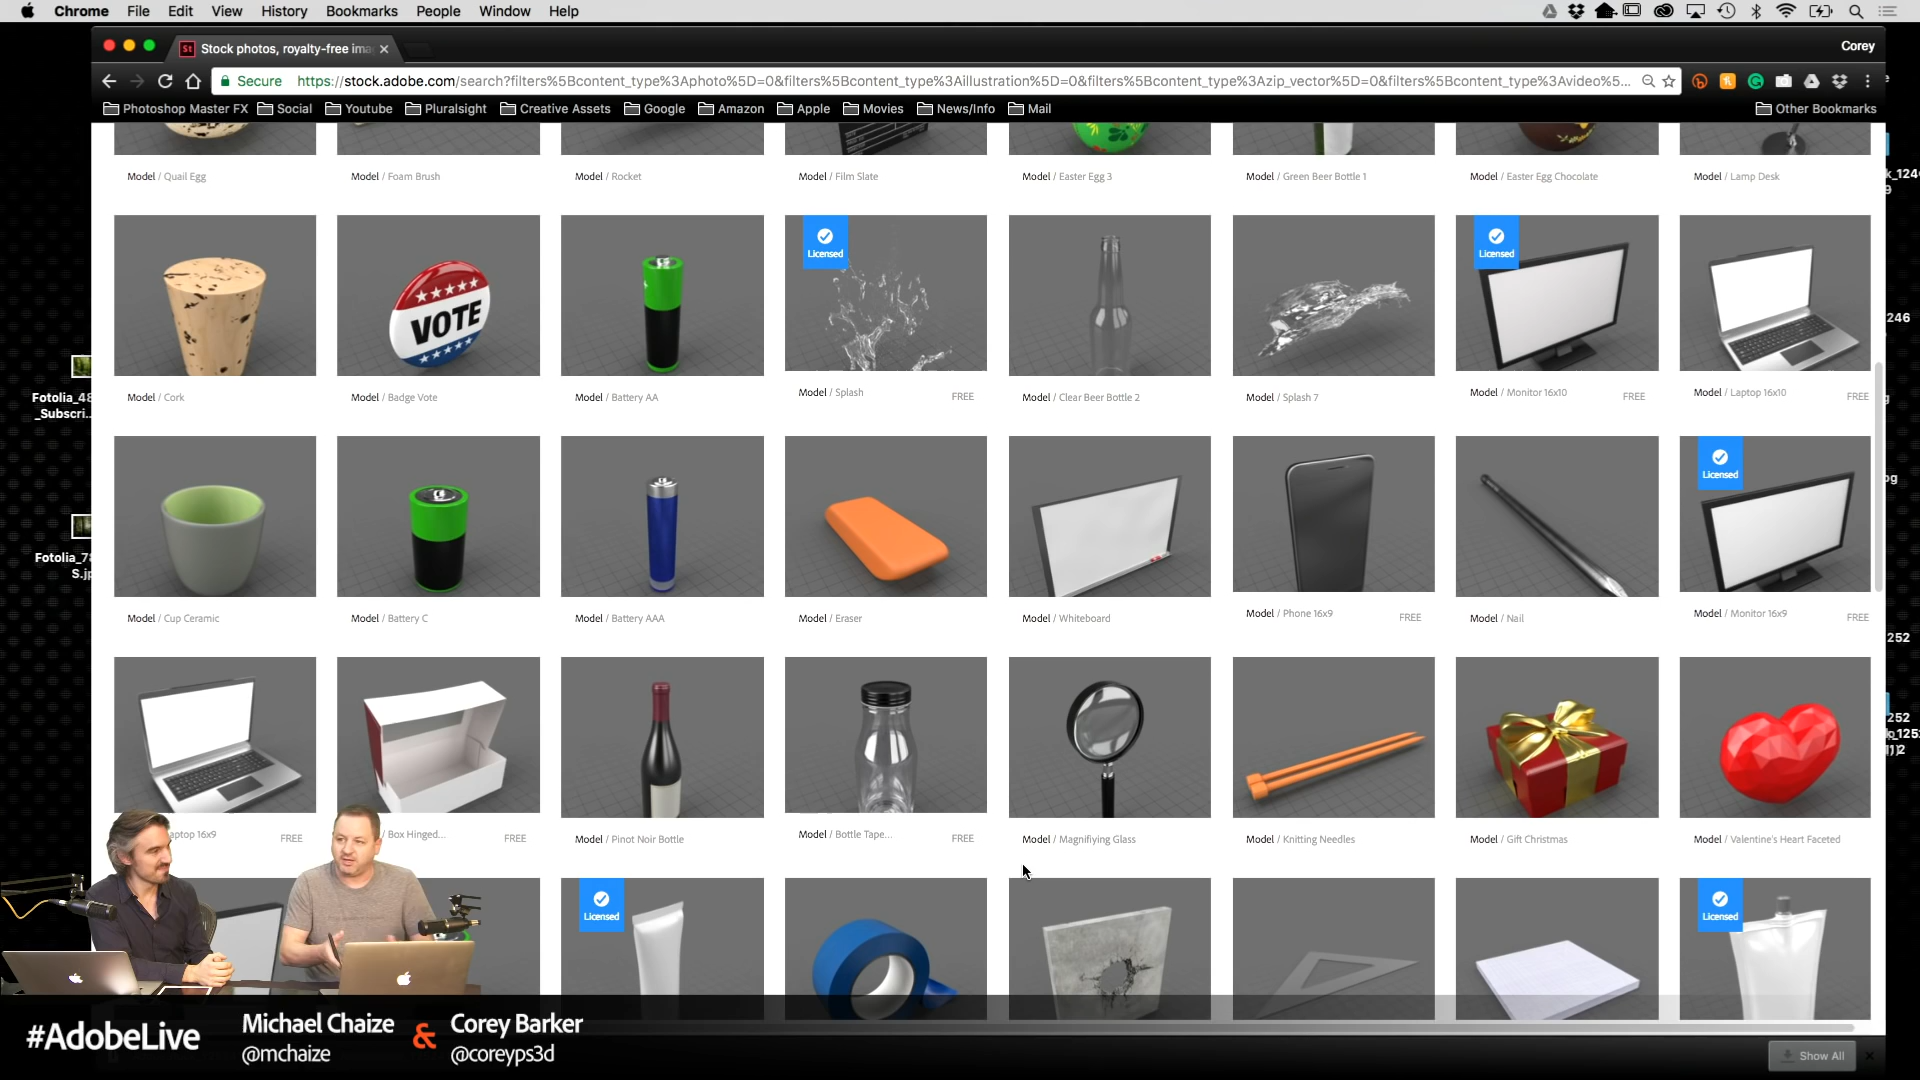 Chrome File Edit View History Bookmarks People Window Help
Stock photos, royalty-free ima
Corey
Secure https://stock.adobe.com/search?filters%5Bcontent_type%3Aphoto%5D=0&filters%5Bcontent_type%3Aillustration%5D=0&filters%5Bcontent_type%3Azip_vector%5D=0&filters%5Bcontent_type%3Avideo%5...
Photoshop Master FX Social Youtube Pluralsight Creative Assets Google Amazon Apple Movies News/Info Mail Other Bookmarks
Model / Quail Egg Model / Foam Brush Model / Rocket Model / Film Slate Model / Easter Egg 3 Model / Green Beer Bottle 1 Model / Easter Egg Chocolate Model / Lamp Desk
Licensed Licensed
VOTE
Model / Cork Model / Badge Vote Model / Battery AA Model / Splash FREE Model / Clear Beer Bottle 2 Model / Splash 7 Model / Monitor 16x10 FREE Model / Laptop 16x10 FREE
Fotolia_48
_Subscri...
Licensed
Fotolia_78
S.jp
Model / Cup Ceramic Model / Battery C Model / Battery AAA Model / Eraser Model / Whiteboard Model / Phone 16x9 FREE Model / Nail Model / Monitor 16x9 FREE
aptop 16x9 FREE / Box Hinged... FREE Model / Pinot Noir Bottle Model / Bottle Tape... FREE Model / Magnifiying Glass Model / Knitting Needles Model / Gift Christmas Model / Valentine's Heart Faceted
Licensed Licensed
#AdobeLive Michael Chaize & Corey Barker
@mchaize @coreyps3d
Show All